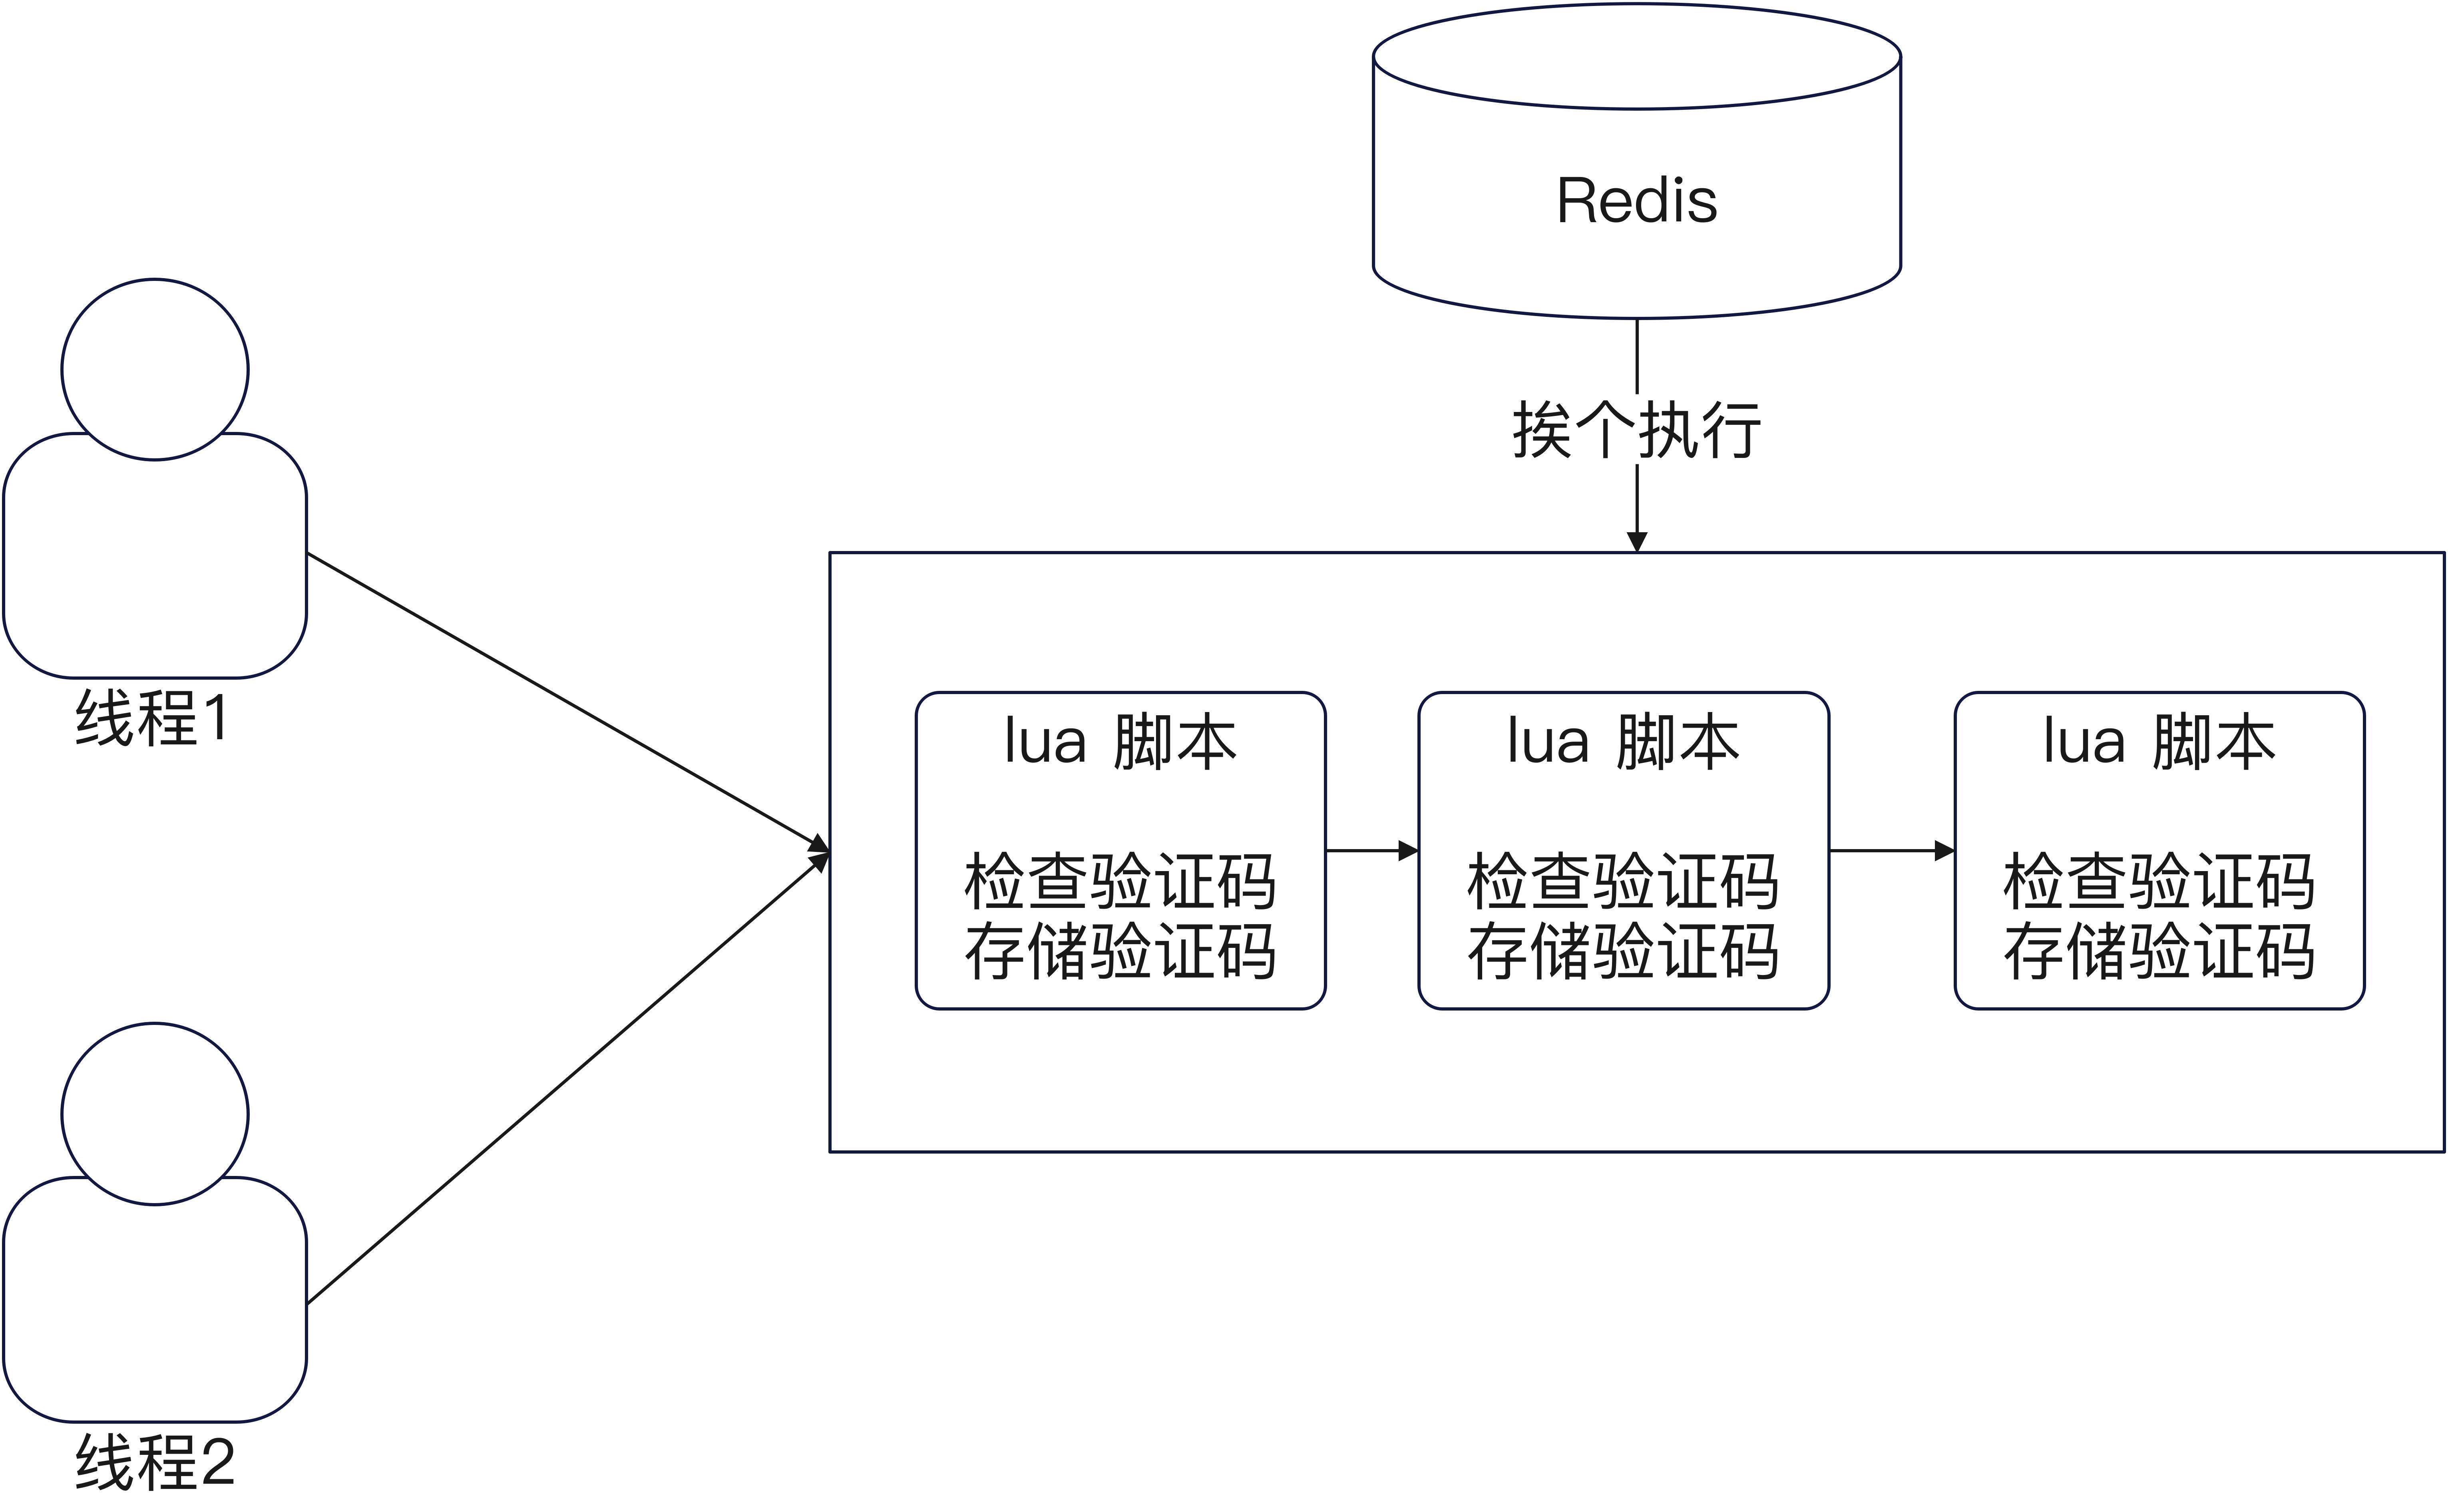 Redis
挨个执行
线程1
lua 脚本
检查验证码
存储验证码
lua 脚本
检查验证码
存储验证码
lua 脚本
检查验证码
存储验证码
线程2